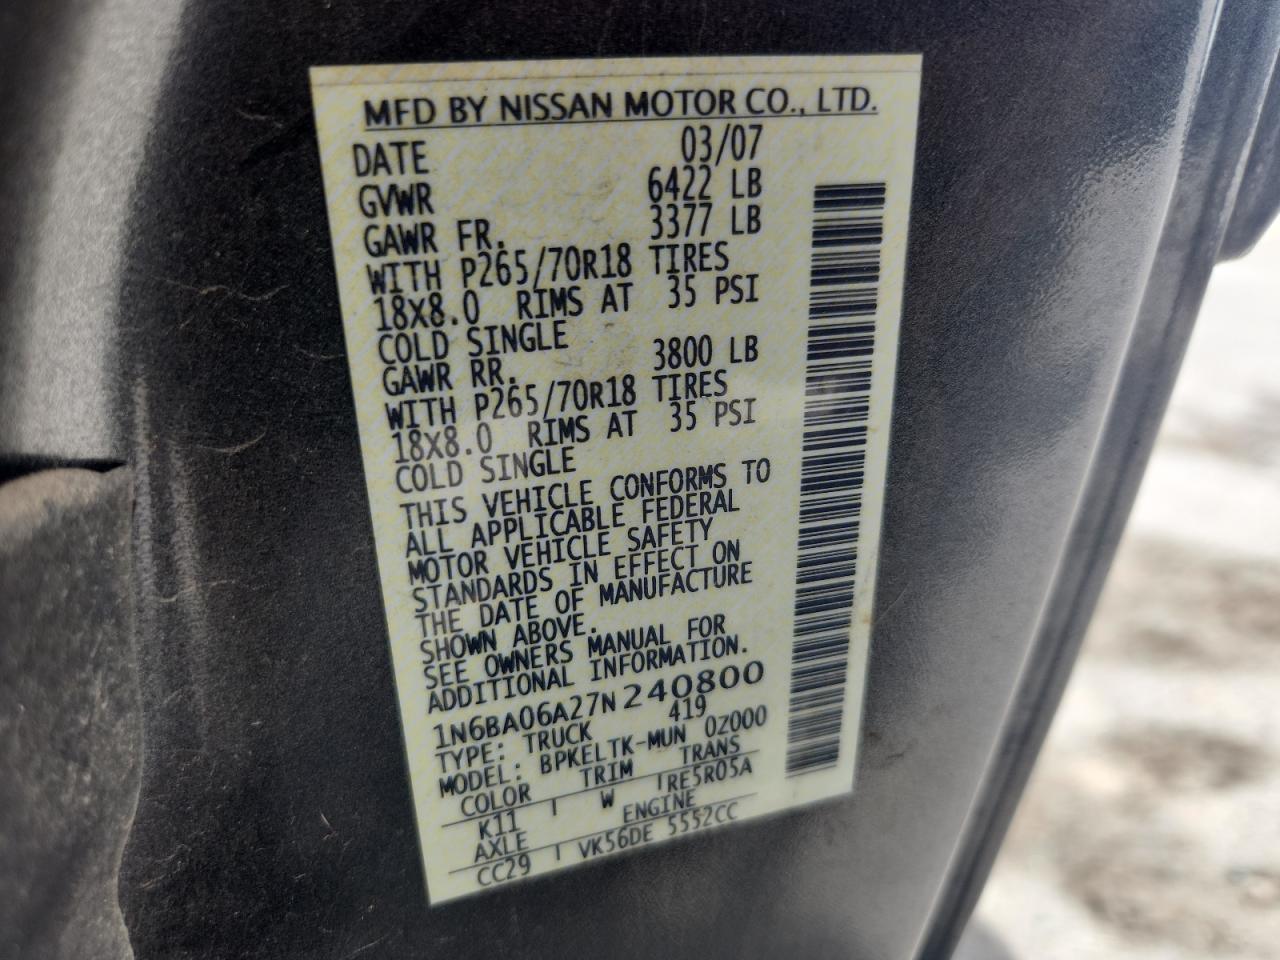 MFD BY NISSAN MOTOR CO., LTD.
DATE 03/07
GVWR 6422 LB
GAWR FR. 3377 LB
WITH P265/70R18 TIRES
18X8.0 RIMS AT 35 PSI
COLD SINGLE
GAWR RR. 3800 LB
WITH P265/70R18 TIRES
18X8.0 RIMS AT 35 PSI
COLD SINGLE
THIS VEHICLE CONFORMS TO
ALL APPLICABLE FEDERAL
MOTOR VEHICLE SAFETY
STANDARDS IN EFFECT ON
THE DATE OF MANUFACTURE
SHOWN ABOVE.
SEE OWNERS MANUAL FOR
ADDITIONAL INFORMATION.
1N6BA06A27N240800
TYPE: TRUCK 419
MODEL: BPKELTK-MUN 0Z000
COLOR TRIM TRANS
K11 W RE5R05A
AXLE ENGINE
CC29 VK56DE 5552CC